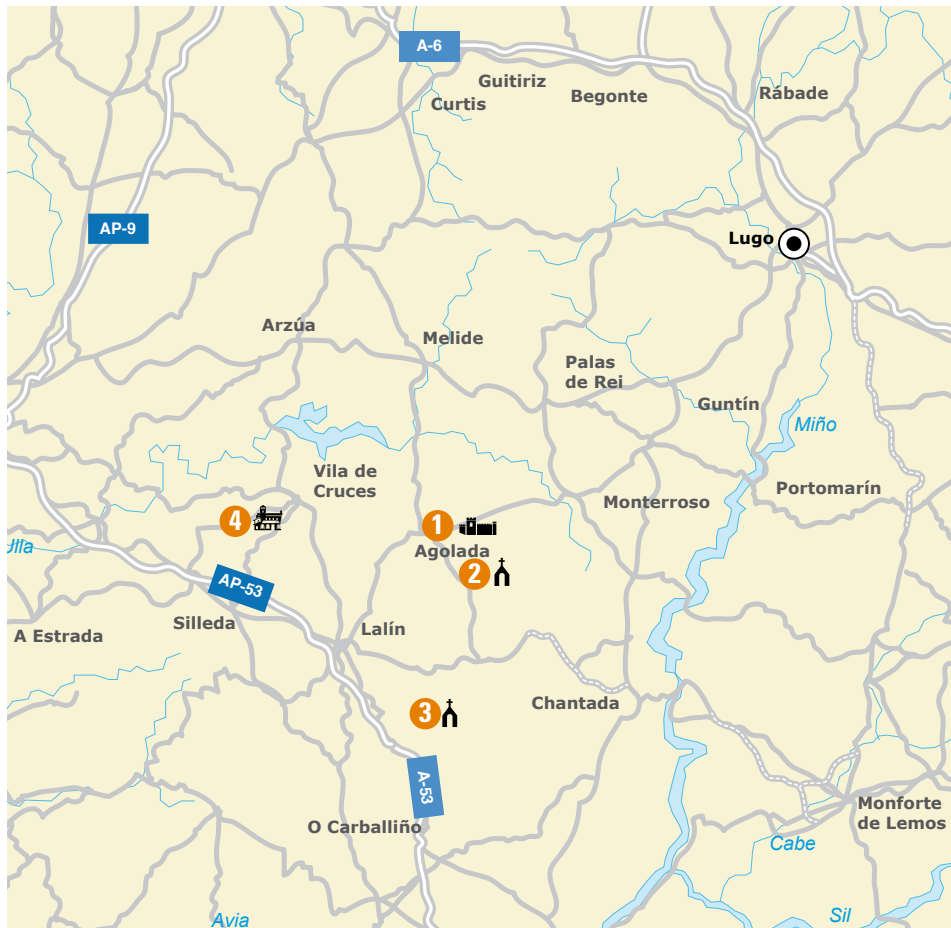 A-6
Guitiriz
Curtis
Begonte
Rábade
AP-9
Lugo
Arzúa
Melide
Palas
de Rei
Guntín
Miño
Vila de
Cruces
Monterroso
Portomarín
4
1
Agolada
2
Ulla
AP-53
Silleda
A Estrada
Lalín
3
Chantada
A-53
O Carballiño
Monforte
de Lemos
Cabe
Avia
Sil